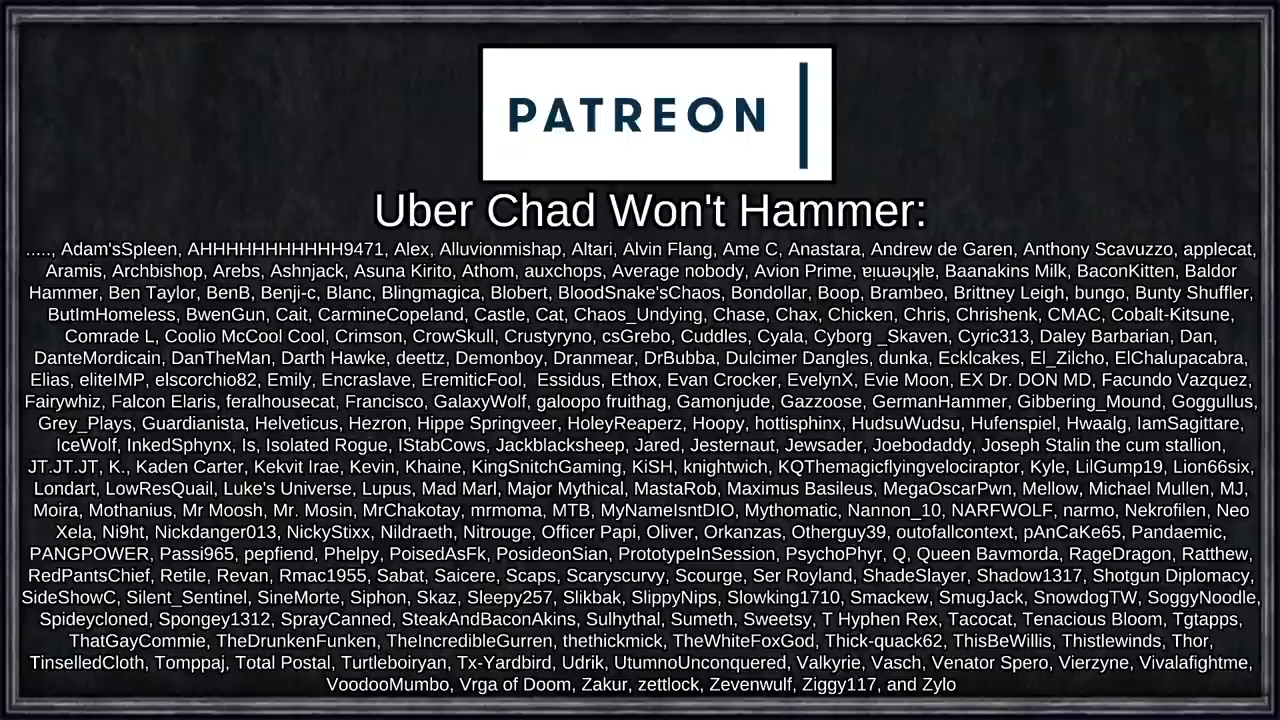 PATREON
Uber Chad Won't Hammer:
....., Adam'sSpleen, AHHHHHHHHHHHH9471, Alex, Alluvionmishap, Altari, Alvin Flang, Ame C, Anastara, Andrew de Garen, Anthony Scavuzzo, applecat,
Aramis, Archbishop, Arebs, Ashnjack, Asuna Kirito, Athom, auxchops, Average nobody, Avion Prime, Baanakins Milk, BaconKitten, Baldor
Hammer, Ben Taylor, BenB, Benji-c, Blanc, Blingmagica, Blobert, BloodSnake'sChaos, Bondollar, Boop, Brambeo, Brittney Leigh, bungo, Bunty Shuffler,
ButImHomeless, BwenGun, Cait, CarmineCopeland, Castle, Cat, Chaos_Undying, Chase, Chax, Chicken, Chris, Chrishenk, CMAC, Cobalt-Kitsune,
Comrade L, Coolio McCool Cool, Crimson, CrowSkull, Crustyryno, csGrebo, Cuddles, Cyala, Cyborg _Skaven, Cyric313, Daley Barbarian, Dan,
DanteMordicain, DanTheMan, Darth Hawke, deettz, Demonboy, Dranmear, DrBubba, Dulcimer Dangles, dunka, Ecklcakes, El_Zilcho, ElChalupacabra,
Elias, eliteIMP, elscorchio82, Emily, Encraslave, EremiticFool, Essidus, Ethox, Evan Crocker, EvelynX, Evie Moon, EX Dr. DON MD, Facundo Vazquez,
Fairywhiz, Falcon Elaris, feralhousecat, Francisco, GalaxyWolf, galoopo fruithag, Gamonjude, Gazzoose, GermanHammer, Gibbering_Mound, Goggullus,
Grey_Plays, Guardianista, Helveticus, Hezron, Hippe Springveer, HoleyReaperz, Hoopy, hottisphinx, HudsuWudsu, Hufenspiel, Hwaalg, IamSagittare,
IceWolf, InkedSphynx, Is, Isolated Rogue, IStabCows, Jackblacksheep, Jared, Jesternaut, Jewsader, Joebodaddy, Joseph Stalin the cum stallion,
JT.JT.JT, K., Kaden Carter, Kekvit Irae, Kevin, Khaine, KingSnitchGaming, KiSH, knightwich, KQThemagicflyingvelociraptor, Kyle, LilGump19, Lion66six,
Londart, LowResQuail, Luke's Universe, Lupus, Mad Marl, Major Mythical, MastaRob, Maximus Basileus, MegaOscarPwn, Mellow, Michael Mullen, MJ,
Moira, Mothanius, Mr Moosh, Mr. Mosin, MrChakotay, mrmoma, MTB, MyNameIsntDIO, Mythomatic, Nannon_10, NARFWOLF, narmo, Nekrofilen, Neo
Xela, Ni9ht, Nickdanger013, NickyStixx, Nildraeth, Nitrouge, Officer Papi, Oliver, Orkanzas, Otherguy39, outofallcontext, pAnCaKe65, Pandaemic,
PANGPOWER, Passi965, pepfiend, Phelpy, PoisedAsFk, PosideonSian, PrototypeInSession, PsychoPhyr, Q, Queen Bavmorda, RageDragon, Ratthew,
RedPantsChief, Retile, Revan, Rmac1955, Sabat, Saicere, Scaps, Scaryscurvy, Scourge, Ser Royland, ShadeSlayer, Shadow1317, Shotgun Diplomacy,
SideShowC, Silent_Sentinel, SineMorte, Siphon, Skaz, Sleepy257, Slikbak, SlippyNips, Slowking1710, Smackew, SmugJack, SnowdogTW, SoggyNoodle,
Spideycloned, Spongey1312, SprayCanned, SteakAndBaconAkins, Sulhythal, Sumeth, Sweetsy, T Hyphen Rex, Tacocat, Tenacious Bloom, Tgtapps,
ThatGayCommie, TheDrunkenFunken, TheIncredibleGurren, thethickmick, TheWhiteFoxGod, Thick-quack62, ThisBeWillis, Thistlewinds, Thor,
TinselledCloth, Tomppaj, Total Postal, Turtleboiryan, Tx-Yardbird, Udrik, UtumnoUnconquered, Valkyrie, Vasch, Venator Spero, Vierzyne, Vivalafightme,
VoodooMumbo, Vrga of Doom, Zakur, zettlock, Zevenwulf, Ziggy117, and Zylo